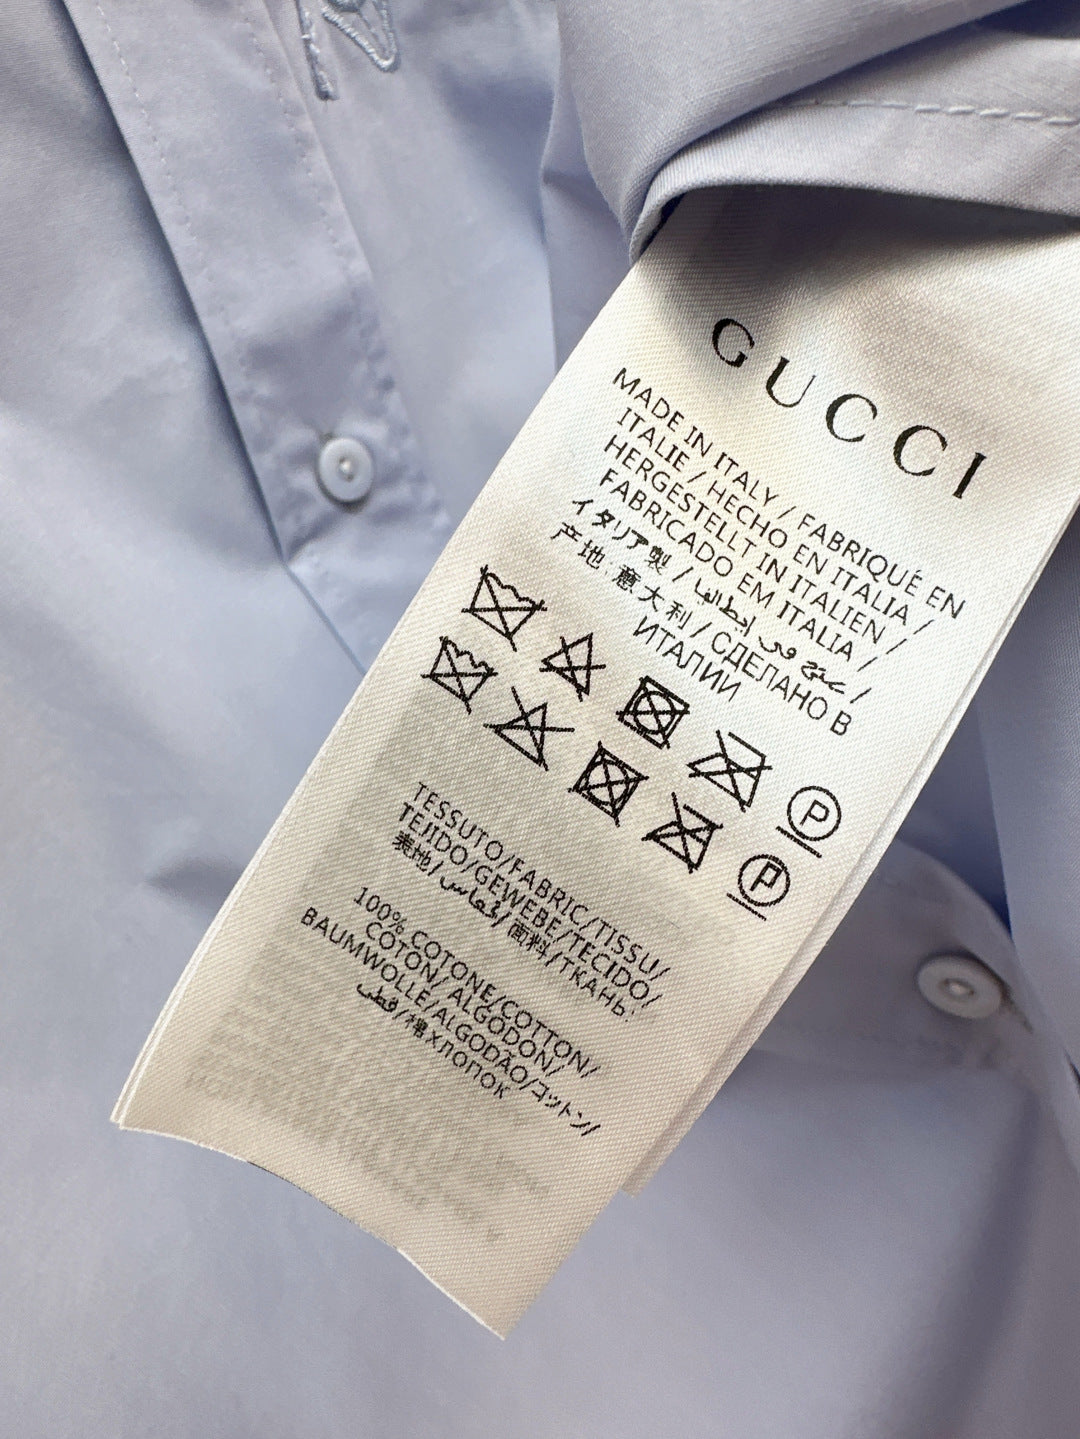 GUCCI
MADE IN ITALY / FABRIQUÉ EN
ITALIE / HECHO EN ITALIA /
HERGESTELLT IN ITALIEN /
FABRICADO EM ITALIA /
イタリア製 / صنع في إيطاليا /
产地 意大利 / СДЕЛАНО В
ИТАЛИИ
P
P
TESSUTO/FABRIC/TISSU/
TEJIDO/GEWEBE/TECIDO/
表地/ قماش/面料/ТКАНЬ:
100% COTONE/COTTON/
COTON/ ALGODON/
BAUMWOLLE/ALGODÃO/コットン/
قطن/棉 ХЛОПОК